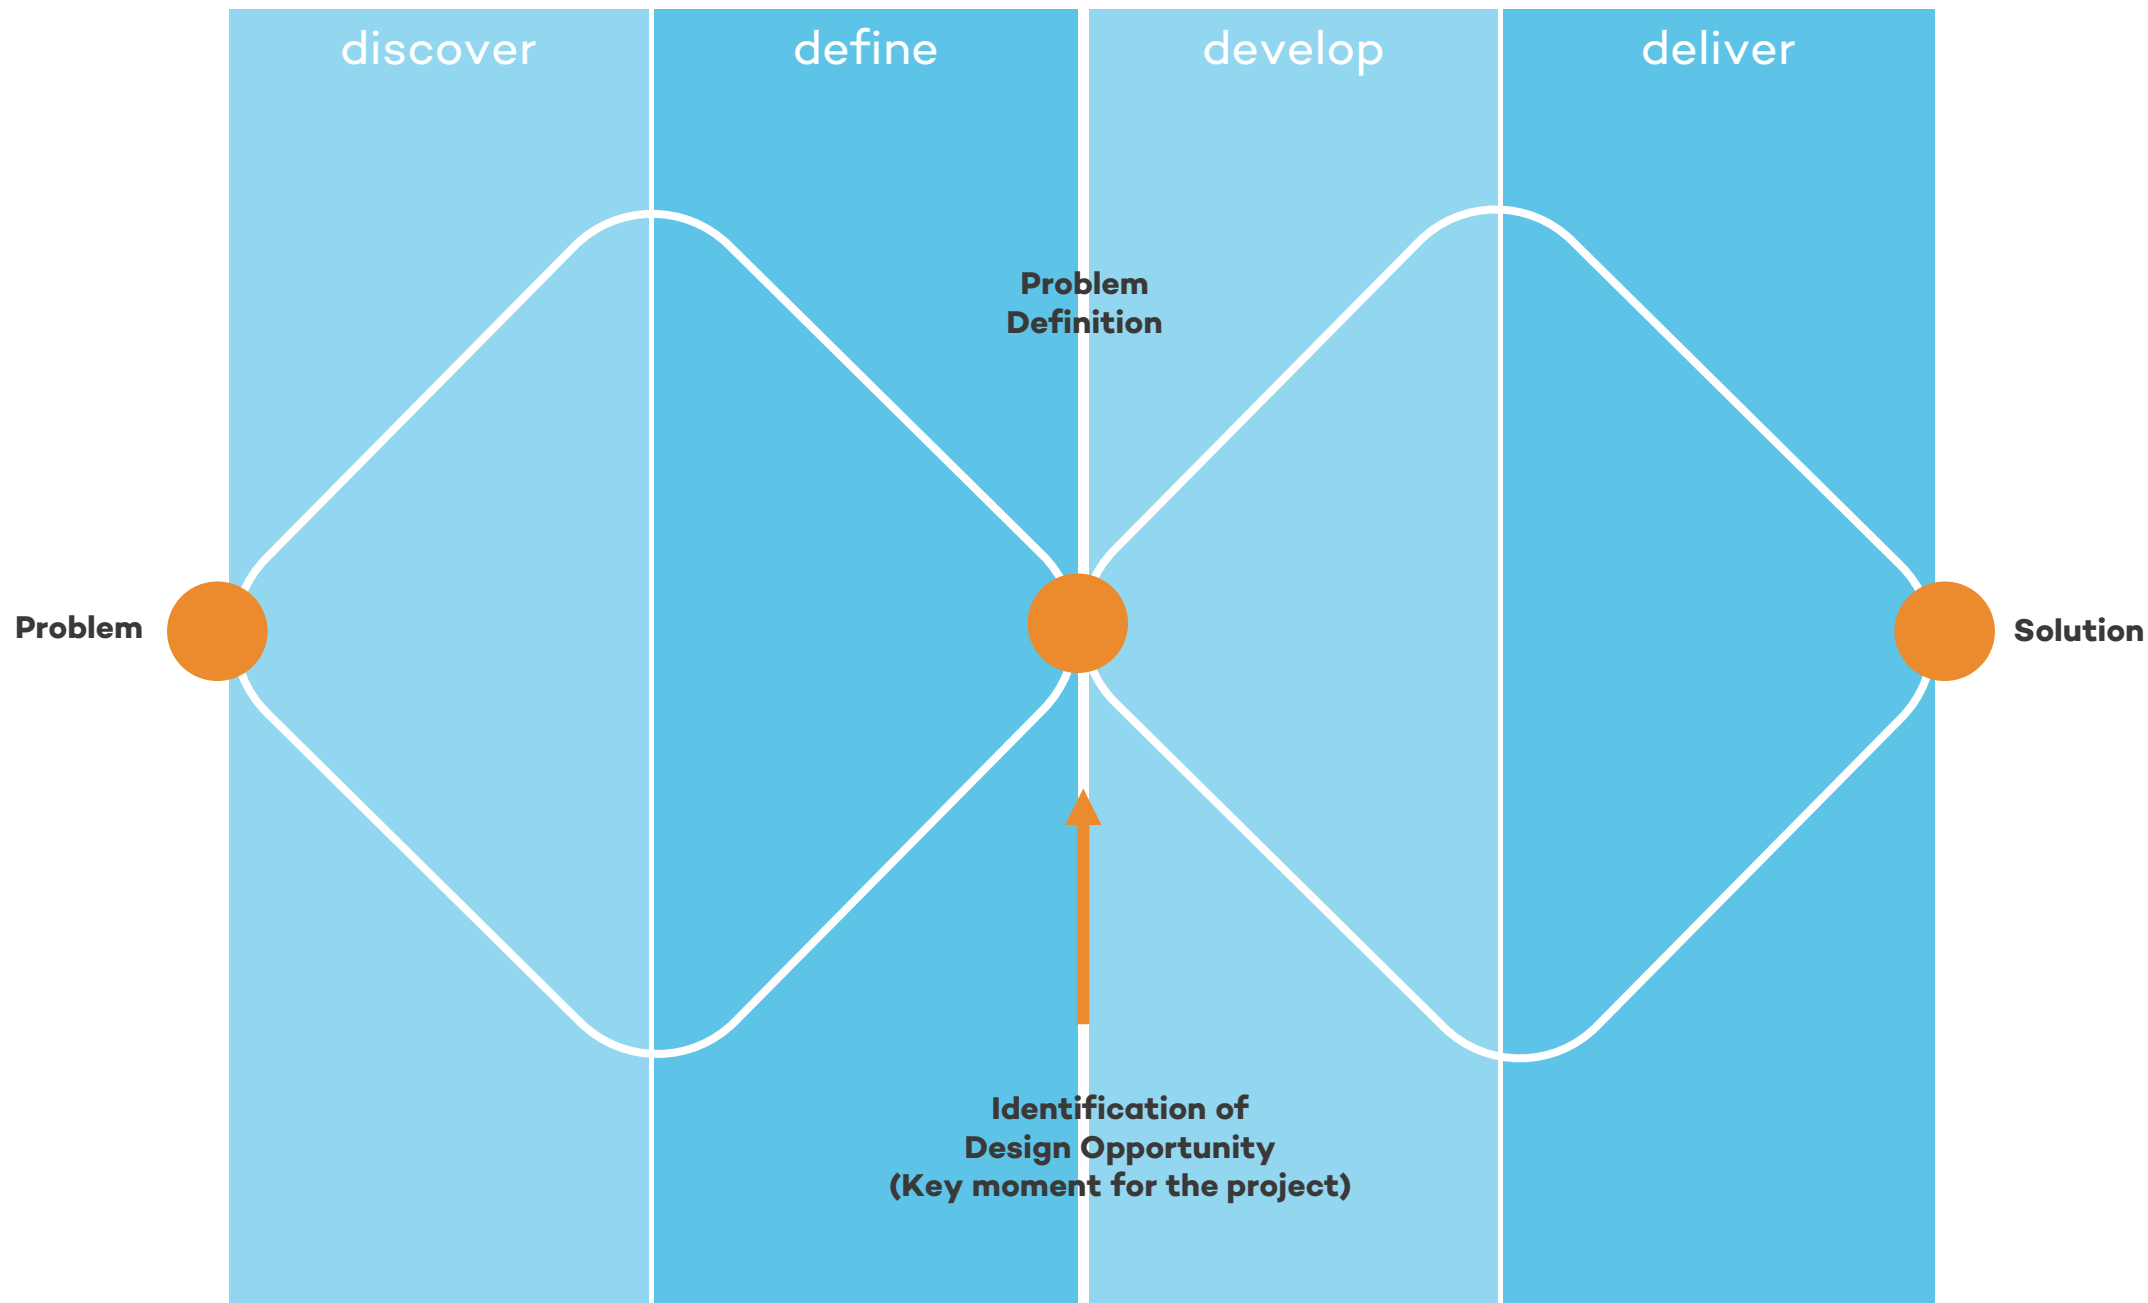 discover
define
develop
deliver
Problem
Definition
Problem
Solution
Identification of
Design Opportunity
(Key moment for the project)